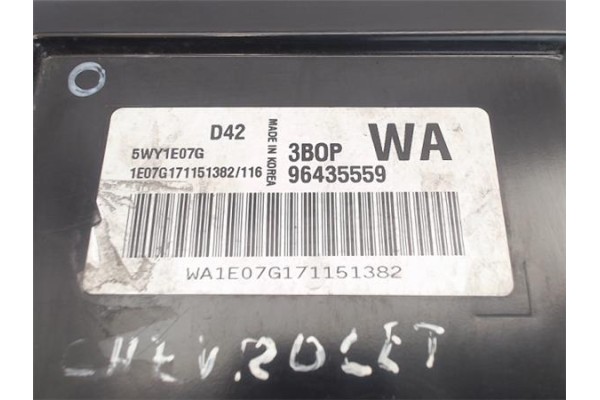 D42
5WY1E07G
1E07G171151382/116
MADE IN KOREA
3BOP WA
96435559
WA1E07G171151382
CHEVROLET